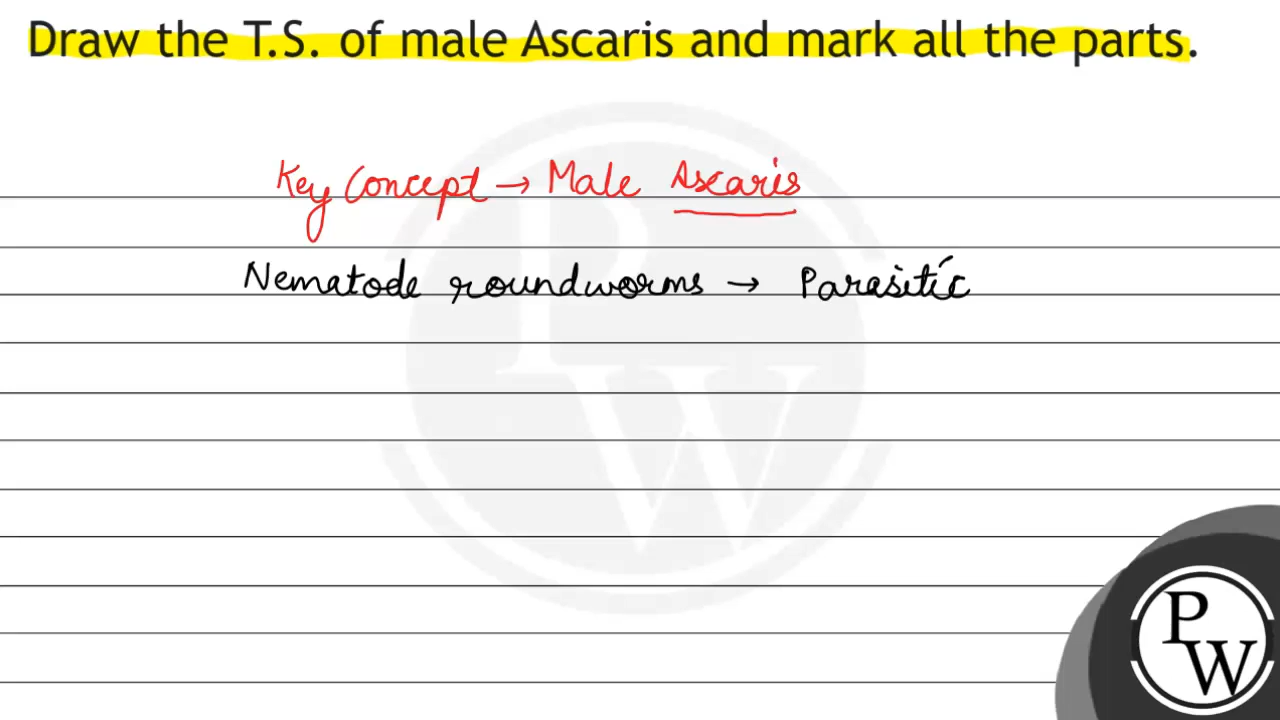 Draw the T.S. of male Ascaris and mark all the parts.
Key Concept → Male Ascaris
Nematode roundworms → Parasitic
P
W
P
W